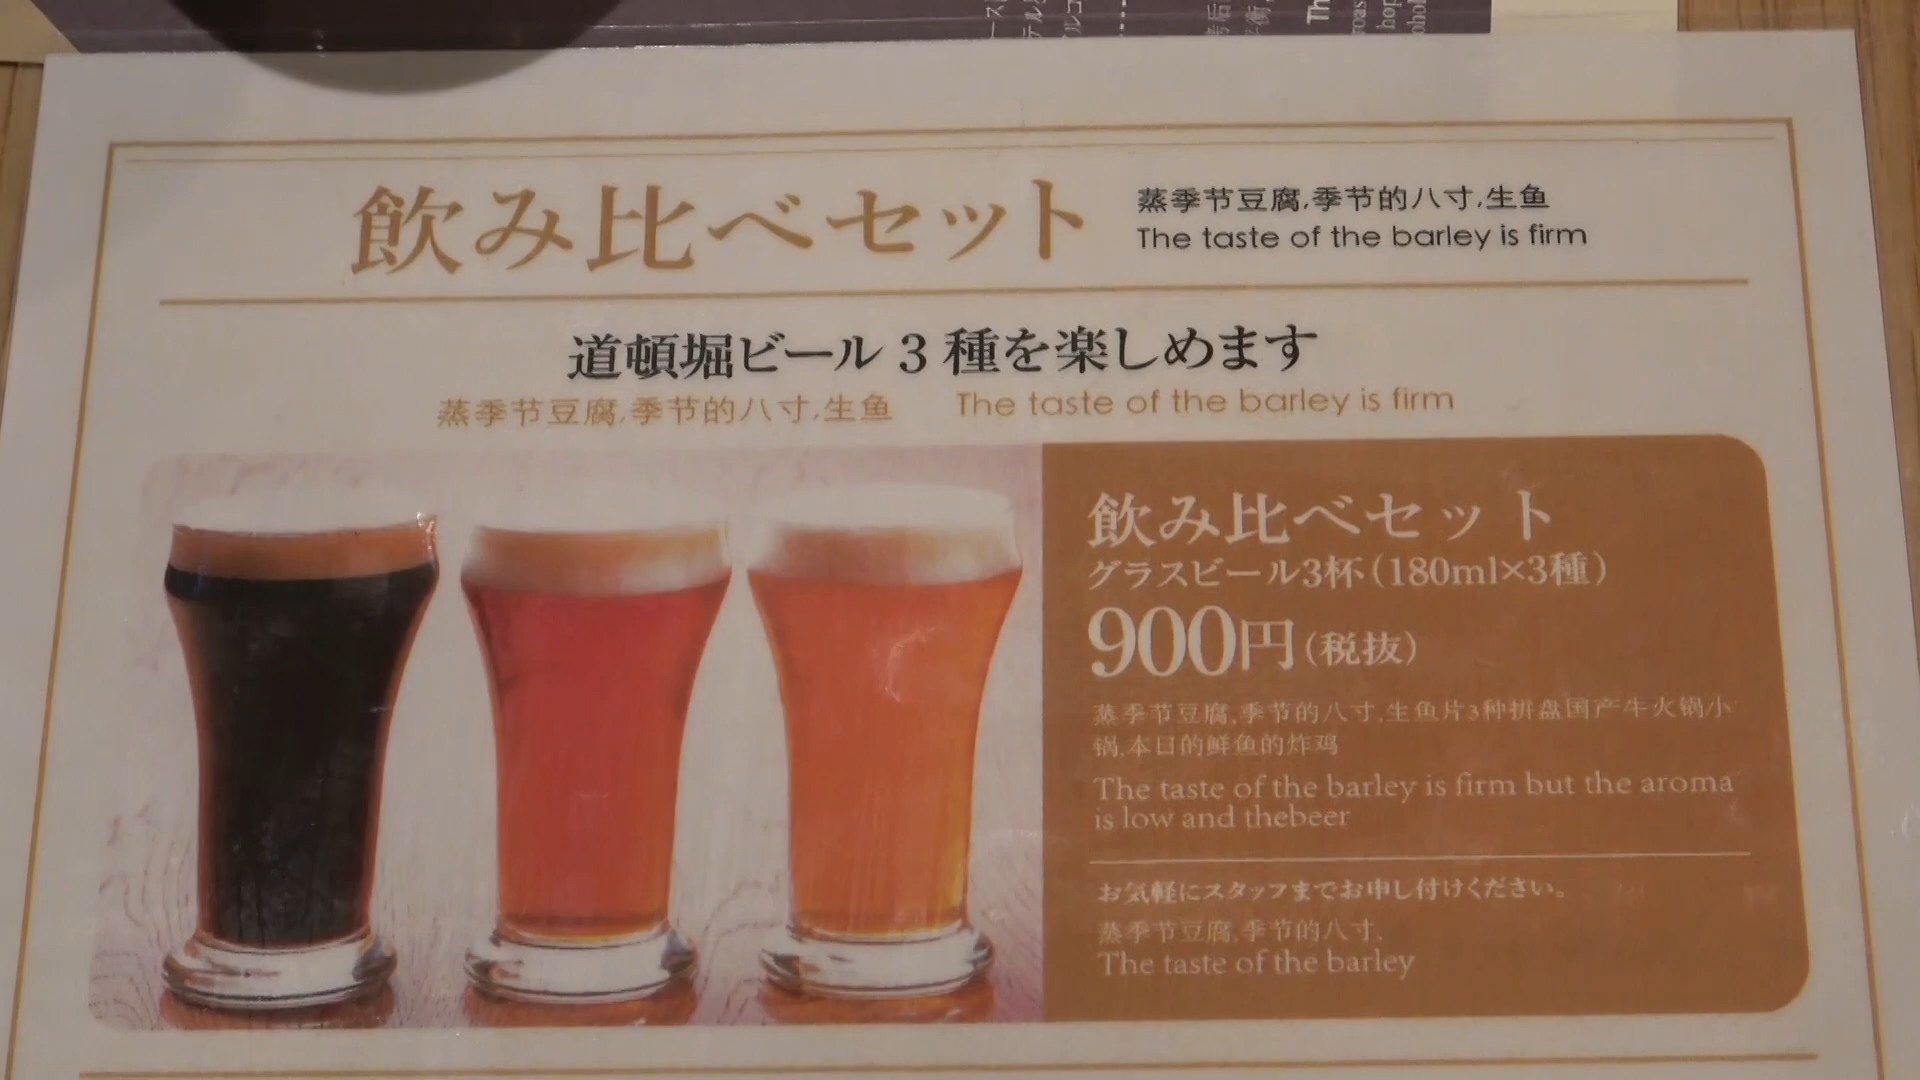 飲み比べセット
蒸季节豆腐,季节的八寸,生鱼
The taste of the barley is firm
道頓堀ビール 3 種を楽しめます
蒸季节豆腐,季节的八寸,生鱼 The taste of the barley is firm
飲み比べセット
グラスビール3杯(180ml×3種)
900円(税抜)
蒸季节豆腐,季节的八寸,生鱼片3种拼盘国产牛火锅小
锅,本日的鲜鱼的炸鸡
The taste of the barley is firm but the aroma
is low and thebeer
お気軽にスタッフまでお申し付けください。
蒸季节豆腐,季节的八寸,
The taste of the barley